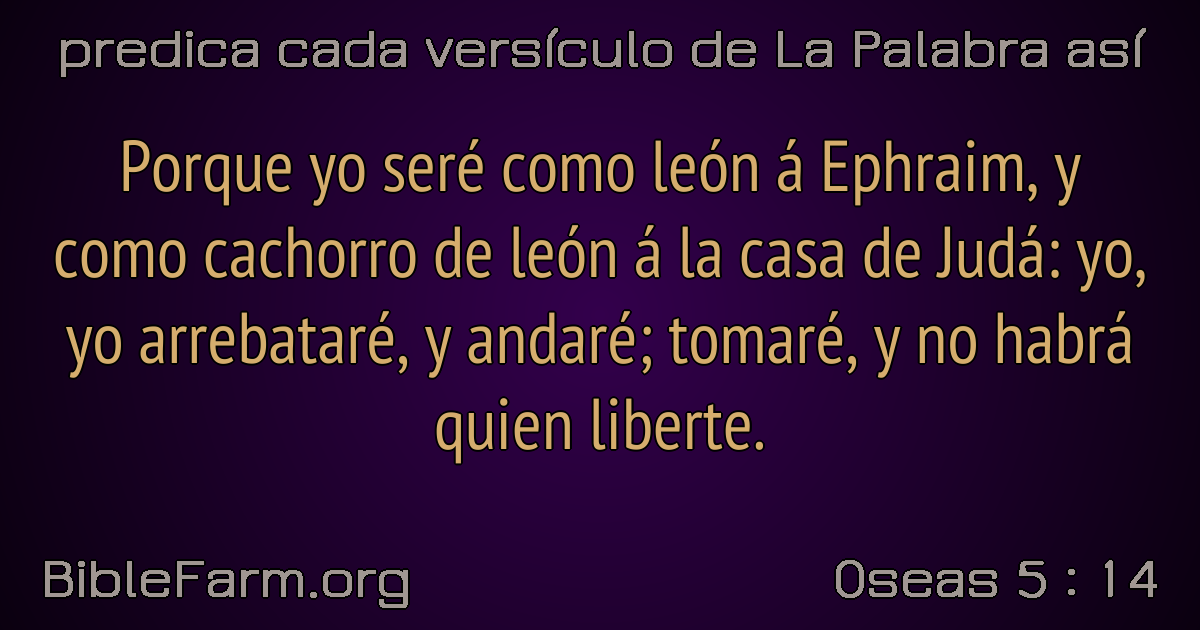 predica cada versículo de La Palabra así
Porque yo seré como león á Ephraim, y
como cachorro de león á la casa de Judá: yo,
yo arrebataré, y andaré; tomaré, y no habrá
quien liberte.
BibleFarm.org
Oseas 5 : 14